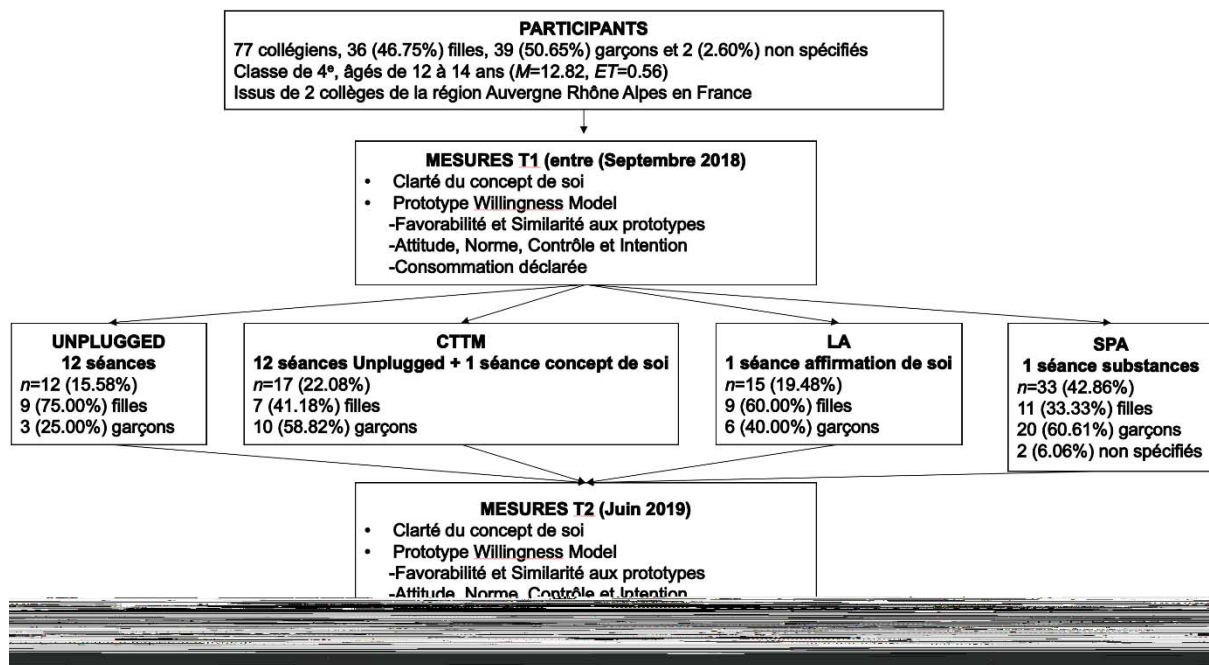 PARTICIPANTS
77 collégiens, 36 (46.75%) filles, 39 (50.65%) garçons et 2 (2.60%) non spécifiés
Classe de 4e, âgés de 12 à 14 ans (M=12.82, ET=0.56)
Issus de 2 collèges de la région Auvergne Rhône Alpes en France
MESURES T1 (entre (Septembre 2018)
• Clarté du concept de soi
• Prototype Willingness Model
-Favorabilité et Similarité aux prototypes
-Attitude, Norme, Contrôle et Intention
-Consommation déclarée
UNPLUGGED
12 séances
n=12 (15.58%)
9 (75.00%) filles
3 (25.00%) garçons
CTTM
12 séances Unplugged + 1 séance concept de soi
n=17 (22.08%)
7 (41.18%) filles
10 (58.82%) garçons
LA
1 séance affirmation de soi
n=15 (19.48%)
9 (60.00%) filles
6 (40.00%) garçons
SPA
1 séance substances
n=33 (42.86%)
11 (33.33%) filles
20 (60.61%) garçons
2 (6.06%) non spécifiés
MESURES T2 (Juin 2019)
• Clarté du concept de soi
• Prototype Willingness Model
-Favorabilité et Similarité aux prototypes
-Attitude, Norme, Contrôle et Intention